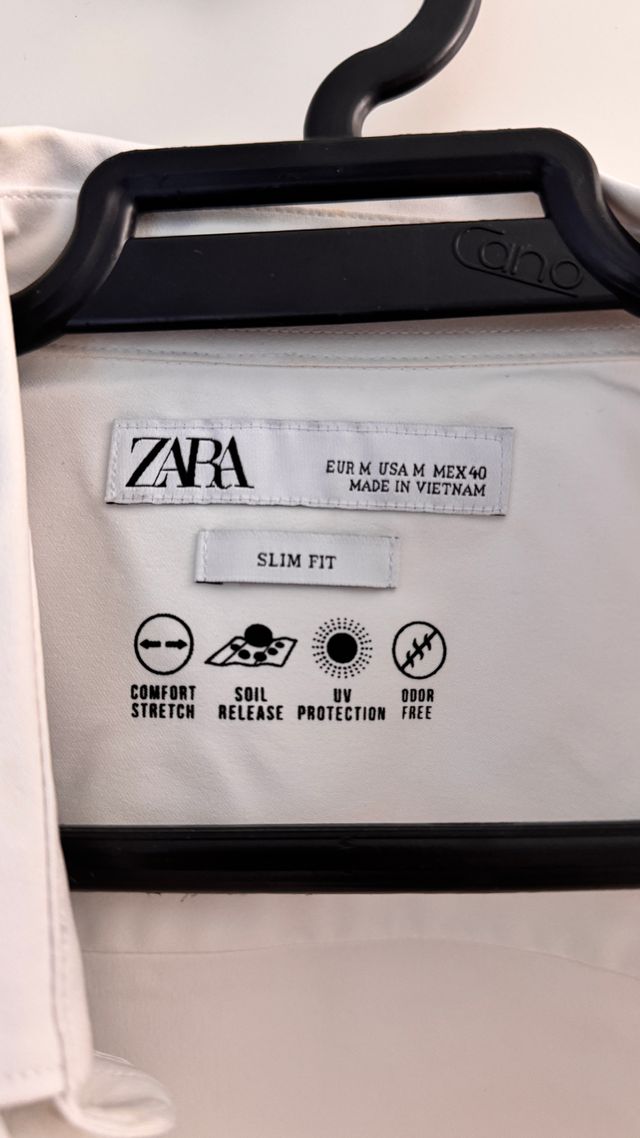 Cano
ZARA
EUR M USA M MEX 40
MADE IN VIETNAM
SLIM FIT
COMFORT
STRETCH
SOIL
RELEASE
UV
PROTECTION
ODOR
FREE